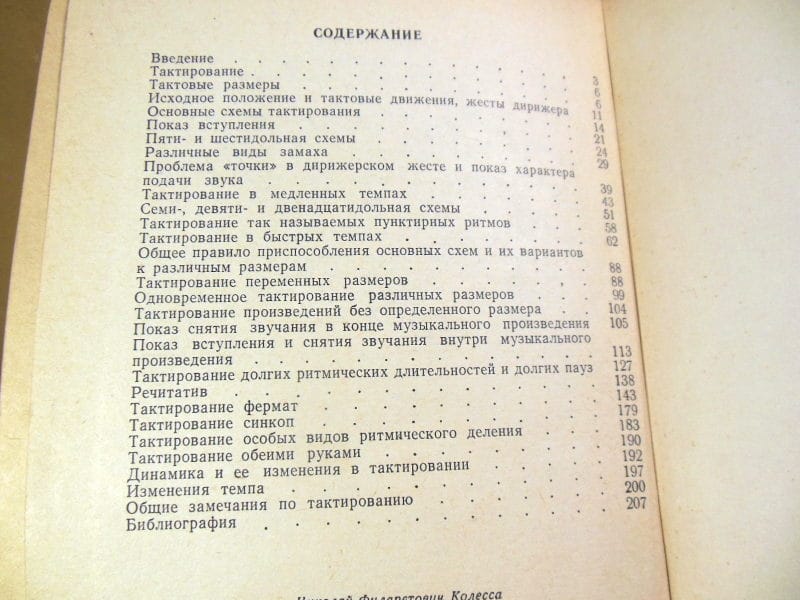 СОДЕРЖАНИЕ
Введение . . . . . . . . . . . . 3
Тактирование . . . . . . . . . . . 6
Тактовые размеры . . . . . . . . . . 6
Исходное положение и тактовые движения, жесты дирижера 11
Основные схемы тактирования . . . . . . . 14
Показ вступления . . . . . . . . . . 21
Пяти- и шестидольная схемы . . . . . . . . 24
Различные виды замаха . . . . . . . . . 29
Проблема «точки» в дирижерском жесте и показ характера
подачи звука . . . . . . . . . . . 39
Тактирование в медленных темпах . . . . . . 43
Семи-, девяти- и двенадцатидольная схемы . . . . 51
Тактирование так называемых пунктирных ритмов . . . 58
Тактирование в быстрых темпах . . . . . . . 62
Общее правило приспособления основных схем и их вариантов
к различным размерам . . . . . . . . . 88
Тактирование переменных размеров . . . . . . 88
Одновременное тактирование различных размеров . . . 99
Тактирование произведений без определенного размера . . 104
Показ снятия звучания в конце музыкального произведения 105
Показ вступления и снятия звучания внутри музыкального
произведения . . . . . . . . . . . 113
Тактирование долгих ритмических длительностей и долгих пауз 127
Речитатив . . . . . . . . . . . . 138
Тактирование фермат . . . . . . . . . 143
Тактирование синкоп . . . . . . . . . 179
Тактирование особых видов ритмического деления . . . 183
Тактирование обеими руками . . . . . . . 190
Динамика и ее изменения в тактировании . . . . 192
Изменения темпа . . . . . . . . . . 197
Общие замечания по тактированию . . . . . . 200
Библиография . . . . . . . . . . . 207
Николай Филаретович Колесса